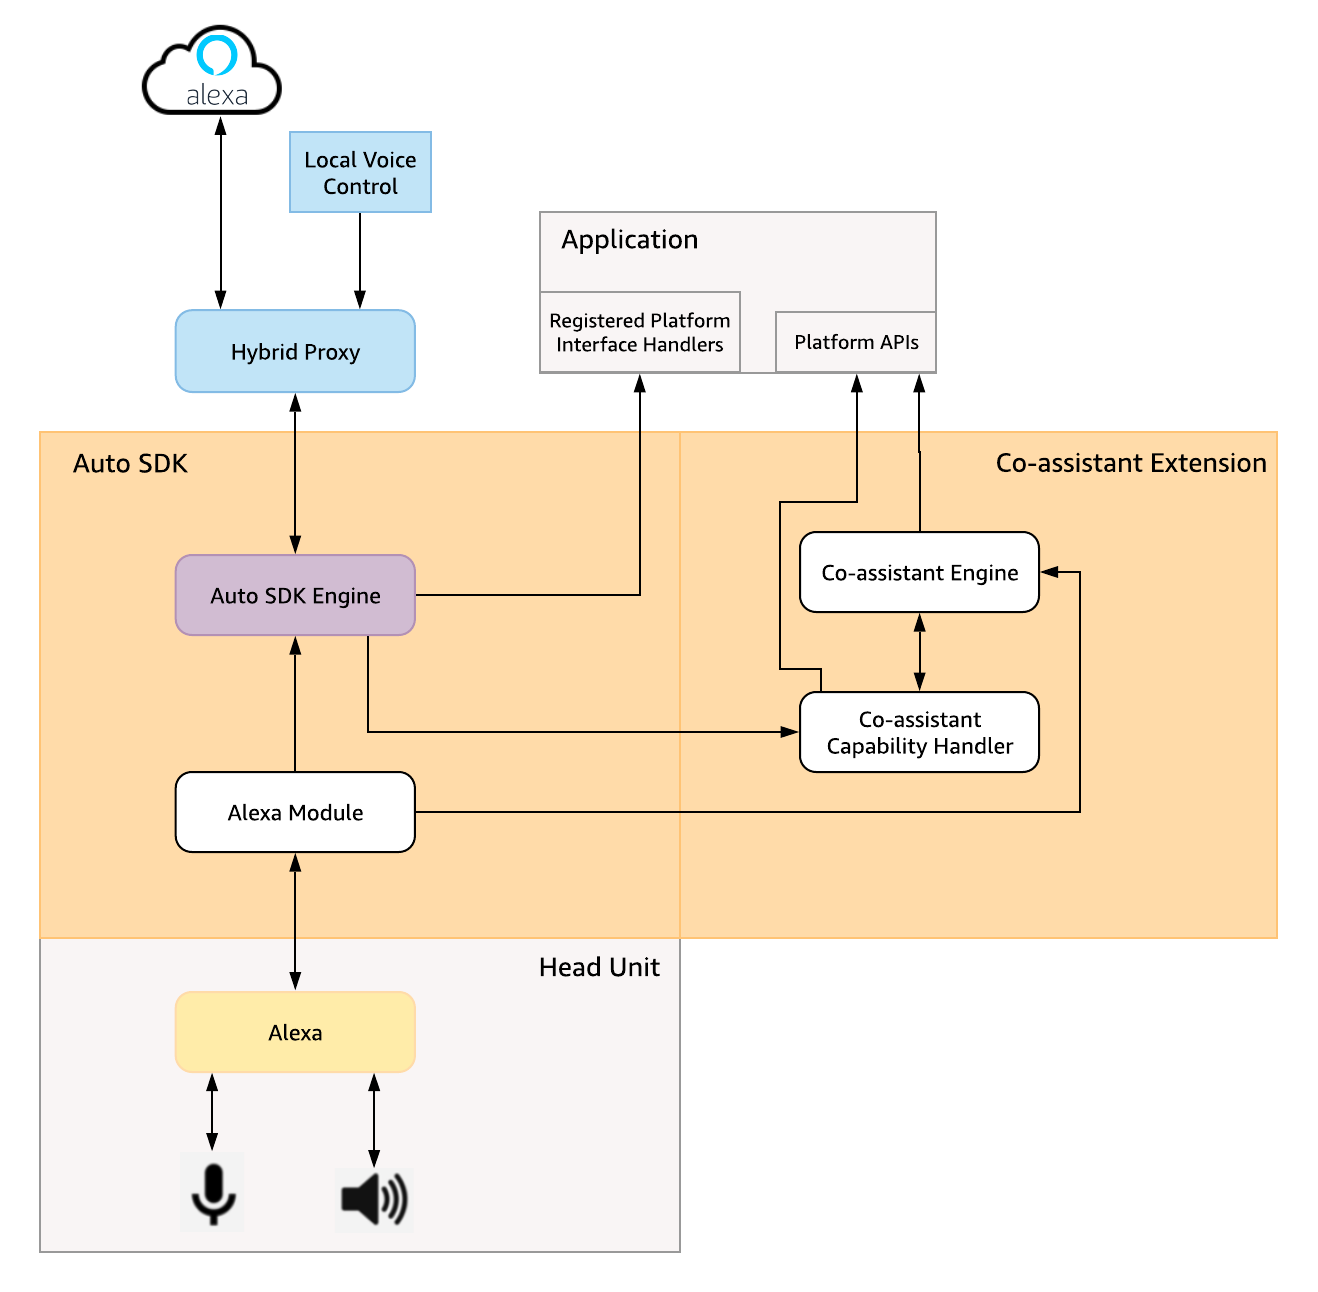 alexa
Local Voice
Control
Application
Registered Platform
Interface Handlers
Platform APIs
Hybrid Proxy
Auto SDK
Co-assistant Extension
Co-assistant Engine
Auto SDK Engine
Co-assistant
Capability Handler
Alexa Module
Head Unit
Alexa